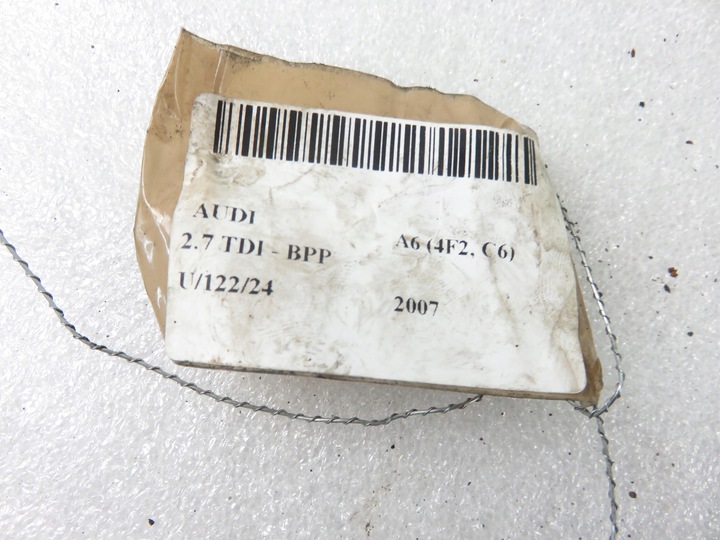 AUDI
2.7 TDI - BPP A6 (4F2, C6)
U/122/24
2007